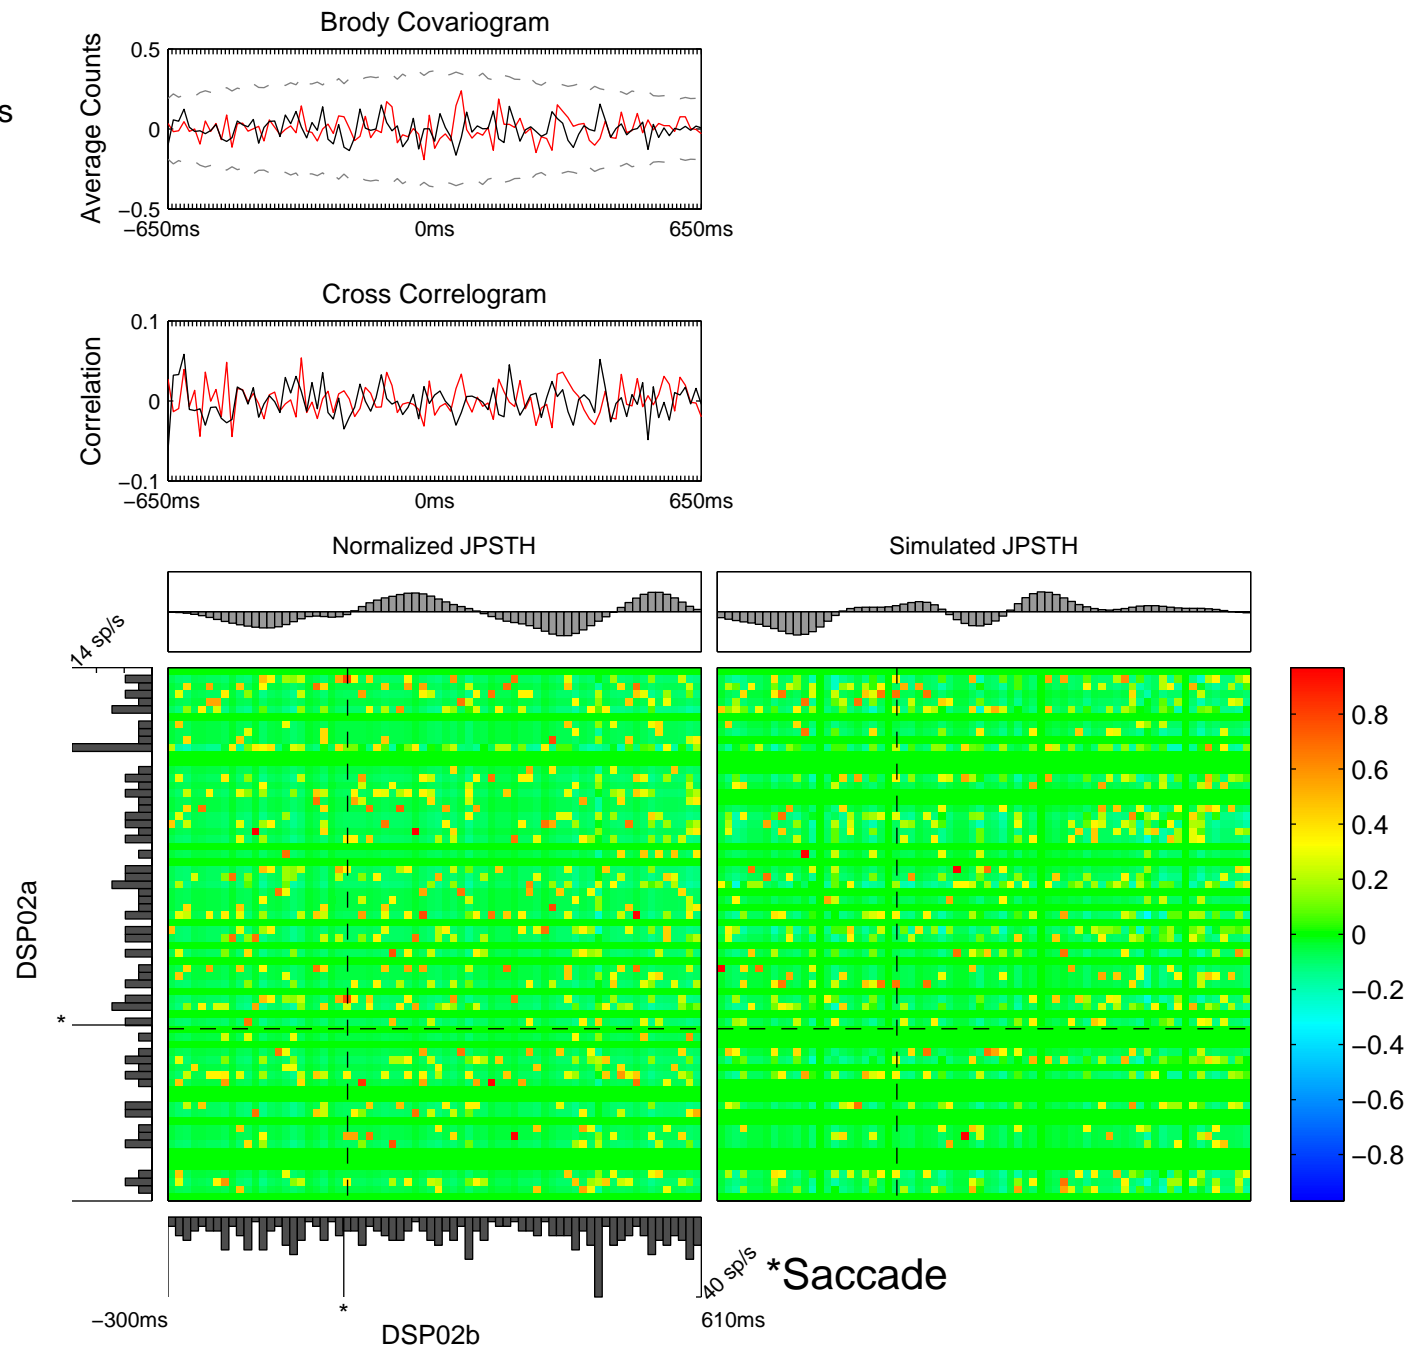 Brody Covariogram
Average Counts
0.5
0
−0.5
−650ms
0ms
650ms
s
Cross Correlogram
Correlation
0.1
0
−0.1
−650ms
0ms
650ms
Normalized JPSTH
Simulated JPSTH
14 sp/s
DSP02a
*
0.8
0.6
0.4
0.2
0
−0.2
−0.4
−0.6
−0.8
40 sp/s
*Saccade
*
−300ms
610ms
DSP02b